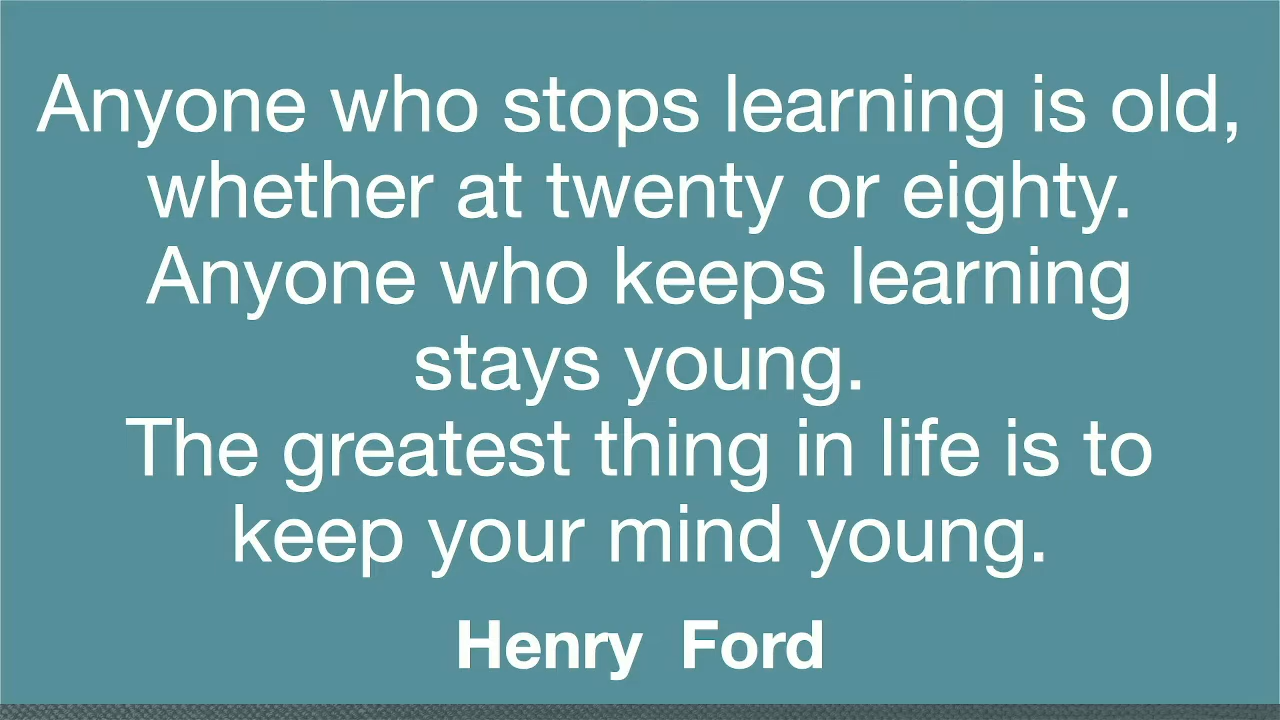 Anyone who stops learning is old,
whether at twenty or eighty.
Anyone who keeps learning
stays young.
The greatest thing in life is to
keep your mind young.
Henry Ford